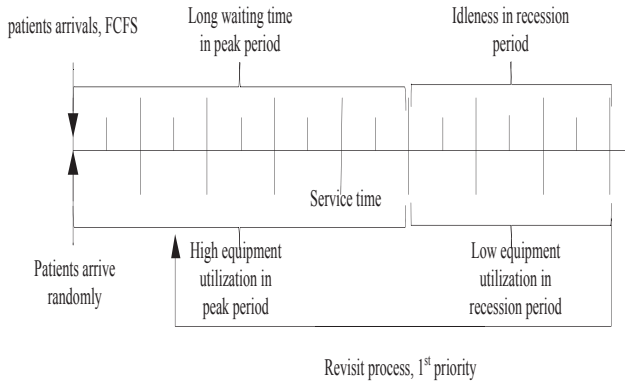 patients arrivals, FCFS
Long waiting time
in peak period
Idleness in recession
period
Service time
Patients arrive
randomly
High equipment
utilization in
peak period
Low equipment
utilization in
recession period
Revisit process, 1st priority